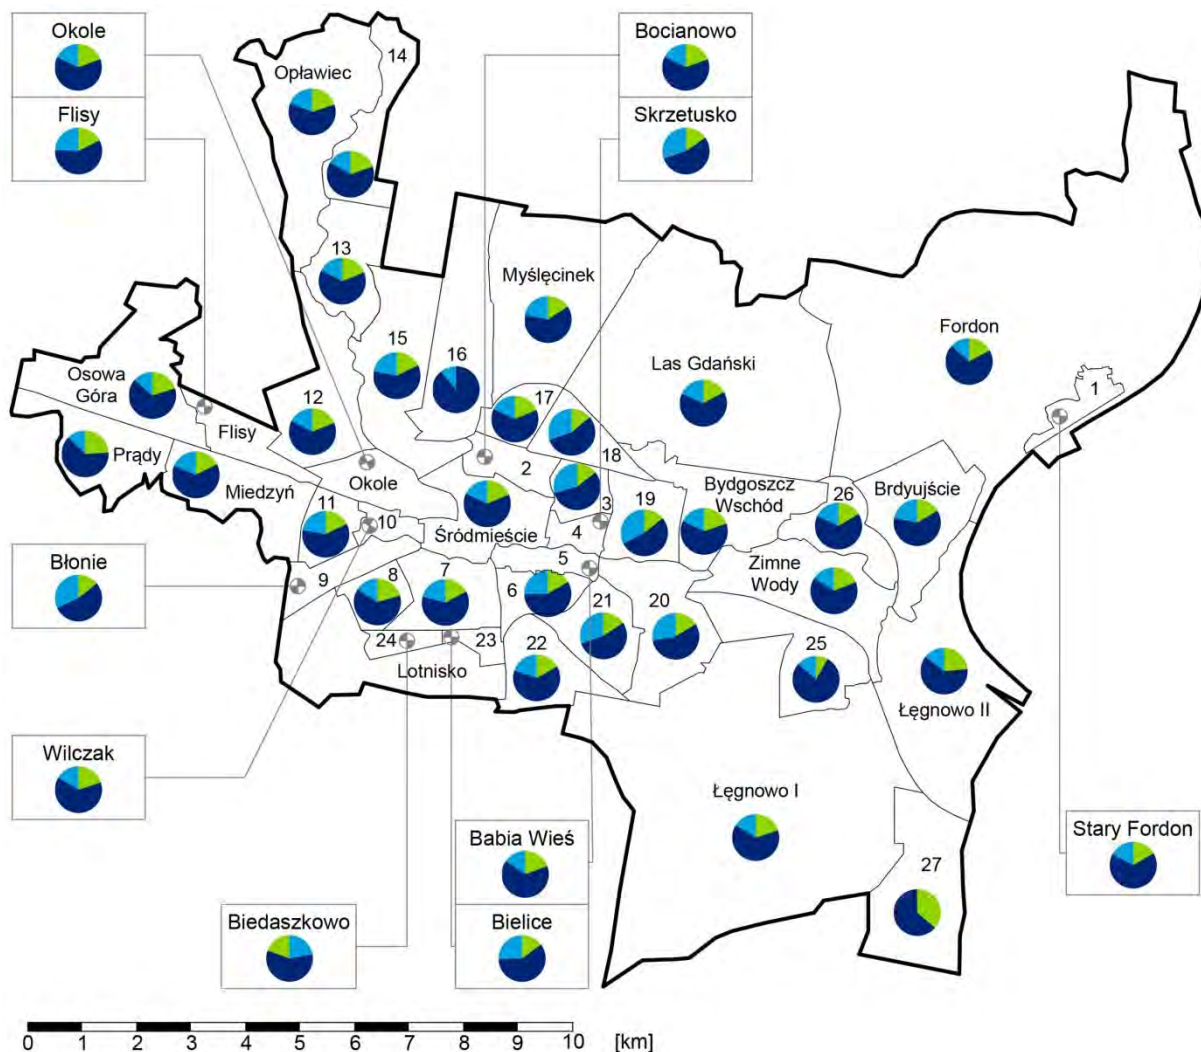 Okole
Flisy
Bocianowo
Skrzetusko
14
Opławiec
13
Myślęcinek
Fordon
Las Gdański
15
16
1
Osowa
Góra
12
17
Flisy
Prądy
2
18
Miedzyń
Okole
Bydgoszcz
Wschód
26
Brdyujście
11
10
3
19
Śródmieście
4
Błonie
5
Zimne
Wody
9
8
7
6
21
20
24
23
22
25
Lotnisko
Łęgnowo II
Wilczak
Łęgnowo I
Babia Wieś
Stary Fordon
27
Biedaszkowo
Bielice
0 1 2 3 4 5 6 7 8 9 10 [km]